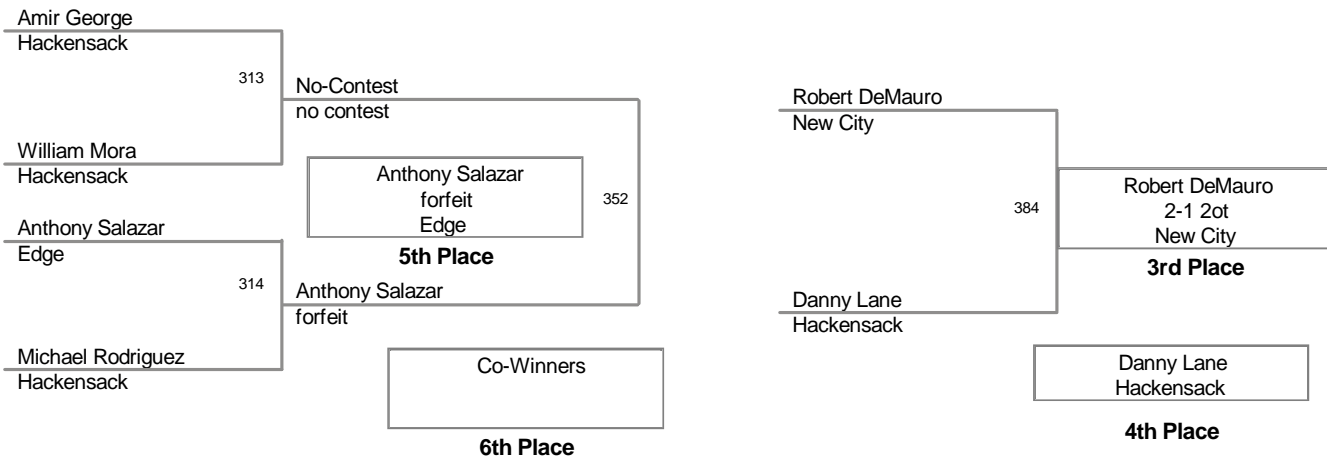 Amir George
Hackensack
313
No-Contest
no contest
William Mora
Hackensack
Anthony Salazar
forfeit
Edge
5th Place
352
Anthony Salazar
Edge
314
Anthony Salazar
forfeit
Michael Rodriguez
Hackensack
Co-Winners
6th Place
Robert DeMauro
New City
384
Robert DeMauro
2-1 2ot
New City
3rd Place
Danny Lane
Hackensack
Danny Lane
Hackensack
4th Place